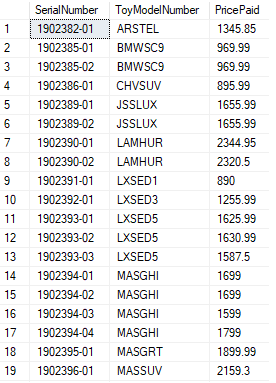 SerialNumber ToyModelNumber PricePaid
1 1902382-01 ARSTEL 1345.85
2 1902385-01 BMWSC9 969.99
3 1902385-02 BMWSC9 969.99
4 1902386-01 CHVSUV 895.99
5 1902389-01 JSSLUX 1655.99
6 1902389-02 JSSLUX 1655.99
7 1902390-01 LAMHUR 2344.95
8 1902390-02 LAMHUR 2320.5
9 1902391-01 LXSED1 890
10 1902392-01 LXSED3 1255.99
11 1902393-01 LXSED5 1625.99
12 1902393-02 LXSED5 1630.99
13 1902393-03 LXSED5 1587.5
14 1902394-01 MASGHI 1699
15 1902394-02 MASGHI 1699
16 1902394-03 MASGHI 1599
17 1902394-04 MASGHI 1799
18 1902395-01 MASGRT 1899.99
19 1902396-01 MASSUV 2159.3